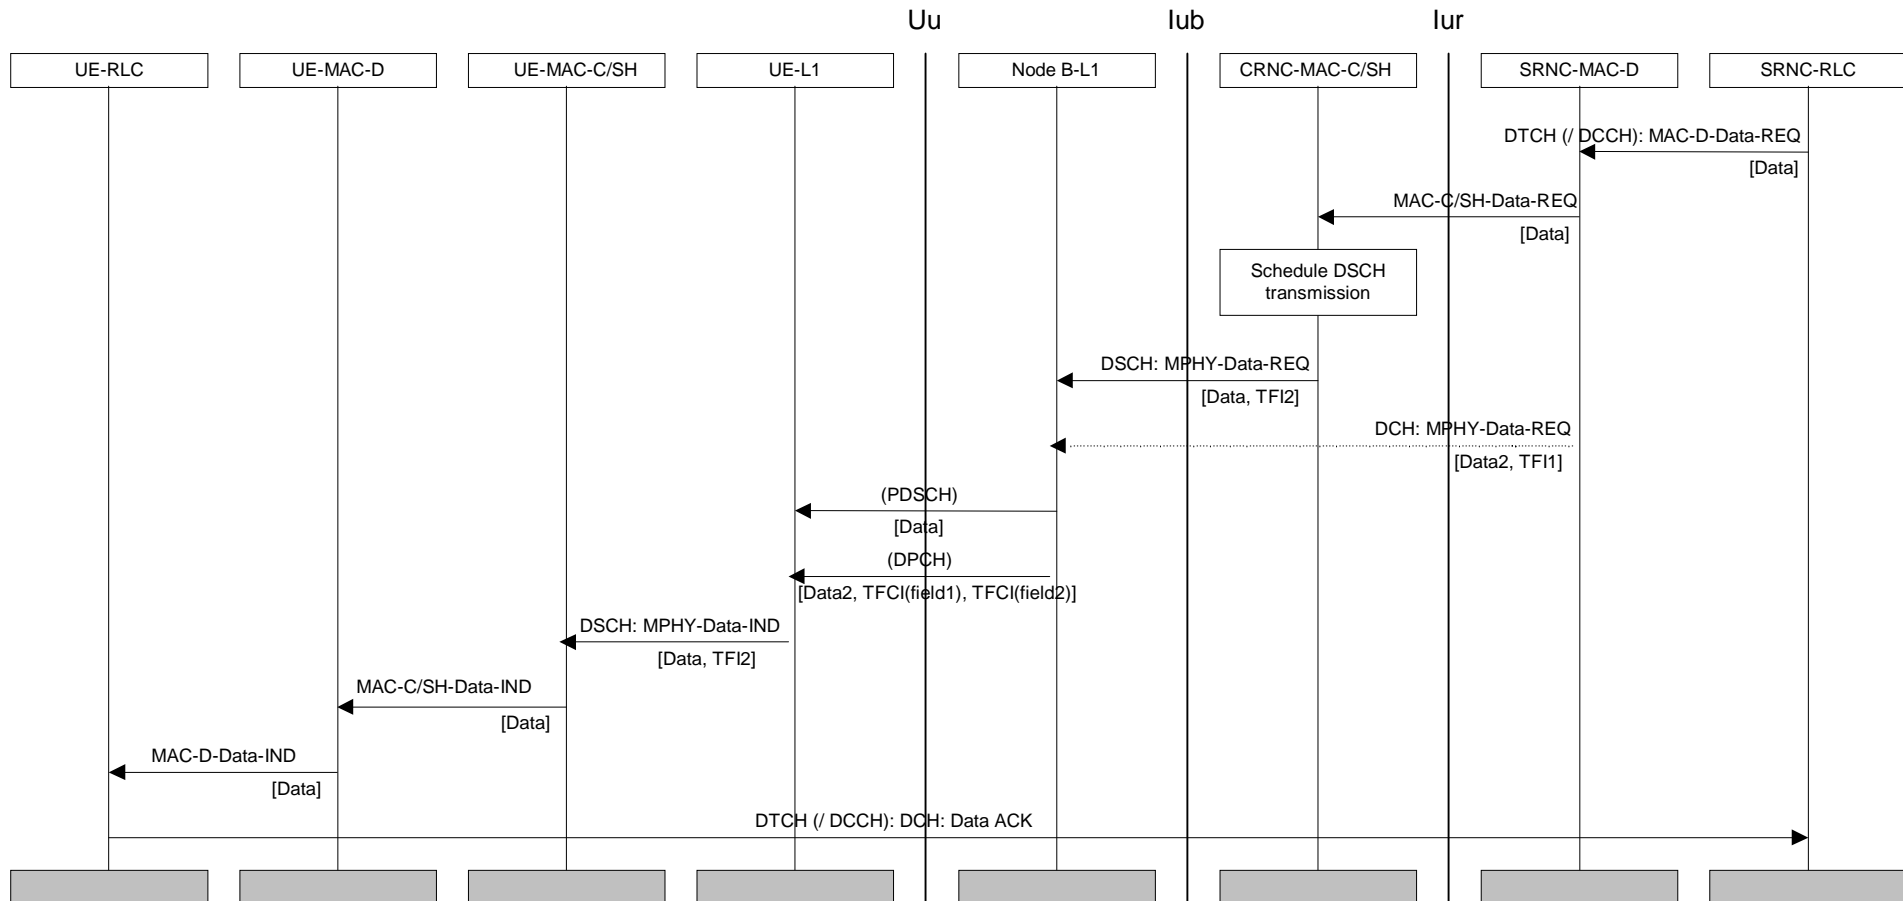 Uu Iub Iur
UE-RLC UE-MAC-D UE-MAC-C/SH UE-L1 Node B-L1 CRNC-MAC-C/SH SRNC-MAC-D SRNC-RLC
DTCH (/ DCCH): MAC-D-Data-REQ
[Data]
MAC-C/SH-Data-REQ
[Data]
Schedule DSCH
transmission
DSCH: MPHY-Data-REQ
[Data, TFI2]
DCH: MPHY-Data-REQ
[Data2, TFI1]
(PDSCH)
[Data]
(DPCH)
[Data2, TFCI(field1), TFCI(field2)]
DSCH: MPHY-Data-IND
[Data, TFI2]
MAC-C/SH-Data-IND
[Data]
MAC-D-Data-IND
[Data]
DTCH (/ DCCH): DCH: Data ACK